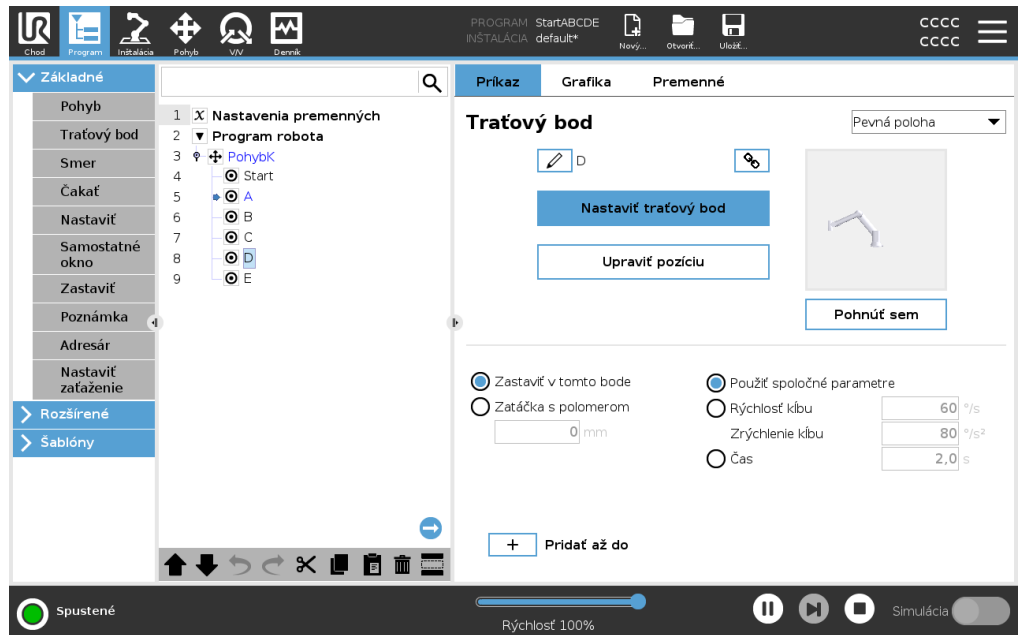 PROGRAM StartABCDE
INŠTALÁCIA default*
Chod
Program
Inštalácia
Pohyb
V/V
Denník
Nový...
Otvoriť...
Uložiť...
CCCC
CCCC
Základné
Pohyb
Traťový bod
Smer
Čakať
Nastaviť
Samostatné
okno
Zastaviť
Poznámka
Adresár
Nastaviť
zaťaženie
Rozšírené
Šablóny
1 X Nastavenia premenných
2 Program robota
3 PohybK
4 Start
5 A
6 B
7 C
8 D
9 E
Príkaz Grafika Premenné
Traťový bod
Pevná poloha
D
Nastaviť traťový bod
Upraviť pozíciu
Pohnúť sem
Zastaviť v tomto bode
Zatáčka s polomerom
0 mm
Použiť spoločné parametre
Rýchlosť kĺbu 60 °/s
Zrýchlenie kĺbu 80 °/s²
Čas 2,0 s
+ Pridať až do
Spustené
Rýchlosť 100%
Simulácia